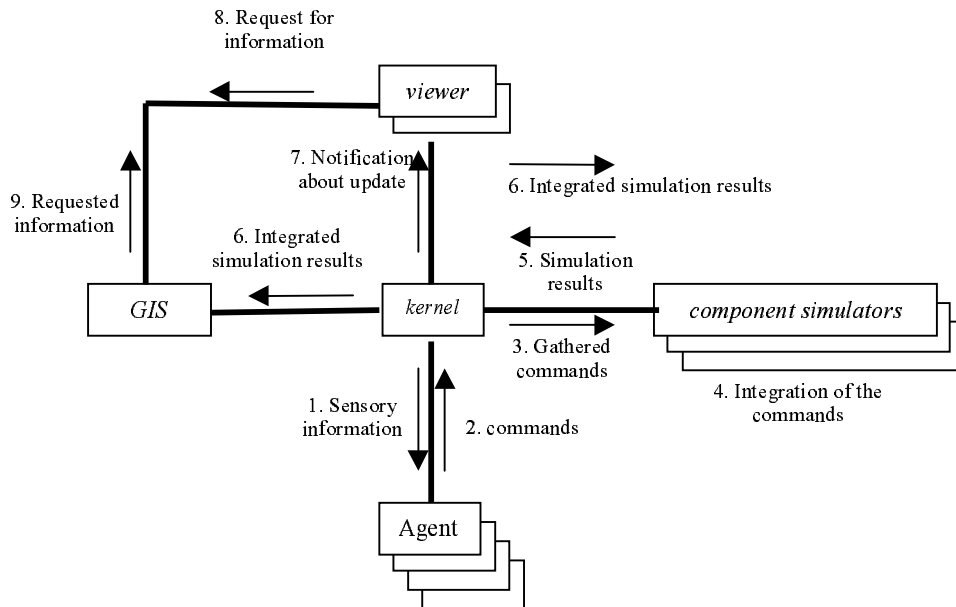 8. Request for
information
viewer
7. Notification
about update
6. Integrated simulation results
9. Requested
information
6. Integrated
simulation results
5. Simulation
results
GIS
kernel
component simulators
3. Gathered
commands
4. Integration of the
commands
1. Sensory
information
2. commands
Agent